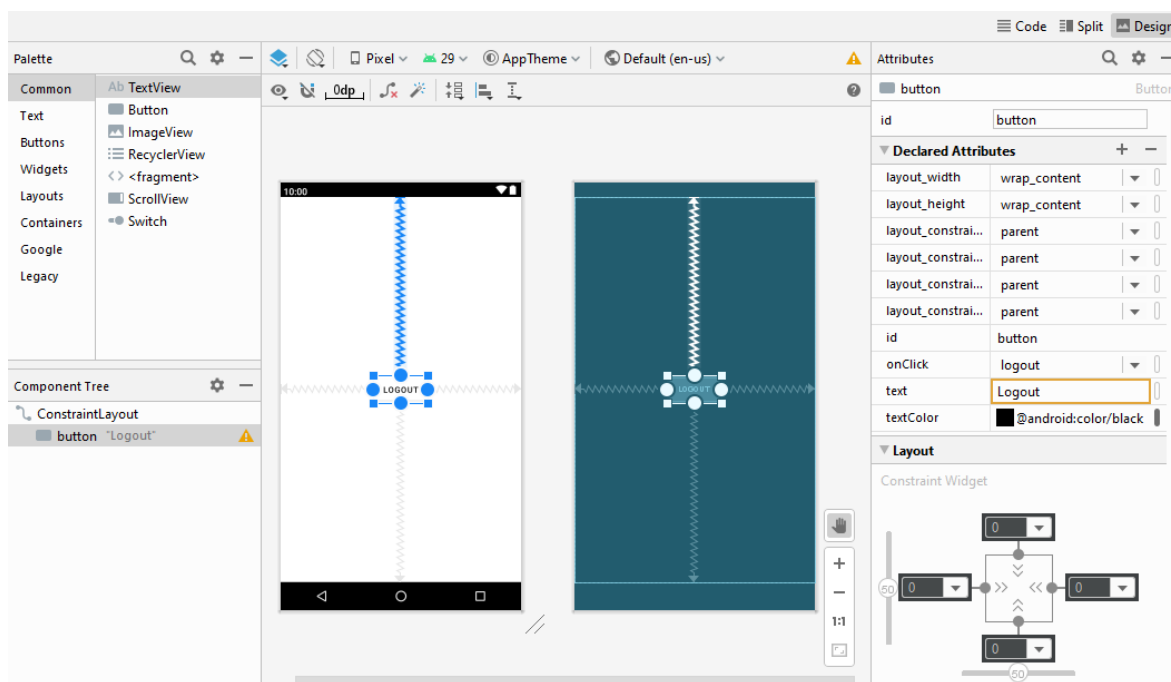 Code Split Design
Palette
Common
Text
Buttons
Widgets
Layouts
Containers
Google
Legacy
Ab TextView
Button
ImageView
RecyclerView
<> <fragment>
ScrollView
Switch
Component Tree
ConstraintLayout
button "Logout"
Pixel 29 AppTheme Default (en-us)
0dp
10:00
LOGOUT
LOGOUT
1:1
Attributes
button Button
id button
Declared Attributes
layout_width wrap_content
layout_height wrap_content
layout_constrai... parent
layout_constrai... parent
layout_constrai... parent
layout_constrai... parent
id button
onClick logout
text Logout
textColor @android:color/black
Layout
Constraint Widget
0
50 0 0
0
50